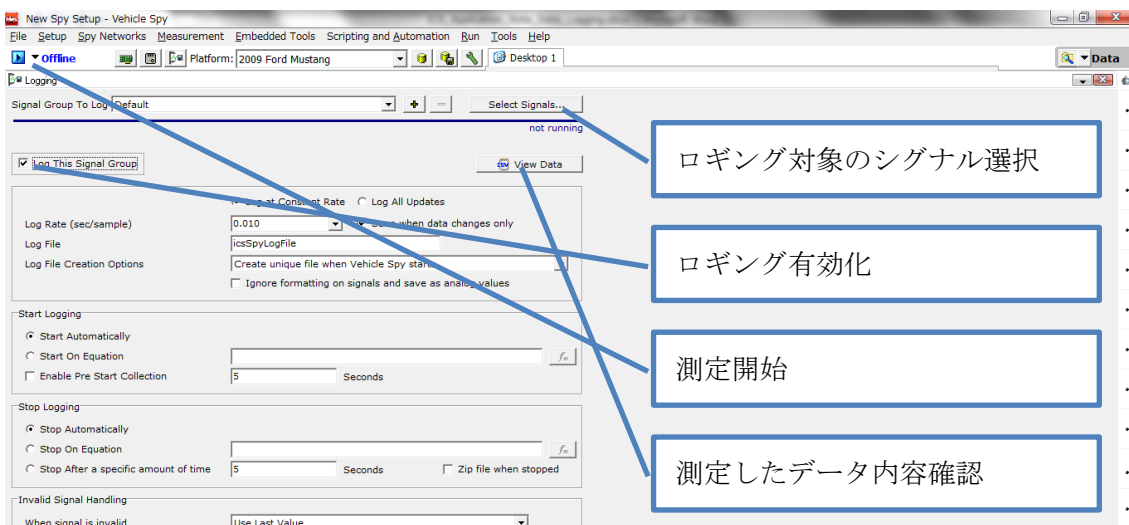 New Spy Setup - Vehicle Spy
File Setup Spy Networks Measurement Embedded Tools Scripting and Automation Run Tools Help
Offline Platform: 2009 Ford Mustang Desktop 1 Data
Logging
Signal Group To Log Default Select Signals...
not running
ロギング対象のシグナル選択
Log This Signal Group View Data
Log at Constant Rate Log All Updates
Log Rate (sec/sample) 0.010 when data changes only
Log File icsSpyLogFile
ロギング有効化
Log File Creation Options Create unique file when Vehicle Spy
Ignore formatting on signals and save as analog values
Start Logging
Start Automatically
Start On Equation
測定開始
Enable Pre Start Collection 5 Seconds
Stop Logging
Stop Automatically
Stop On Equation
Stop After a specific amount of time 5 Seconds Zip file when stopped
測定したデータ内容確認
Invalid Signal Handling
When signal is invalid Use Last Value